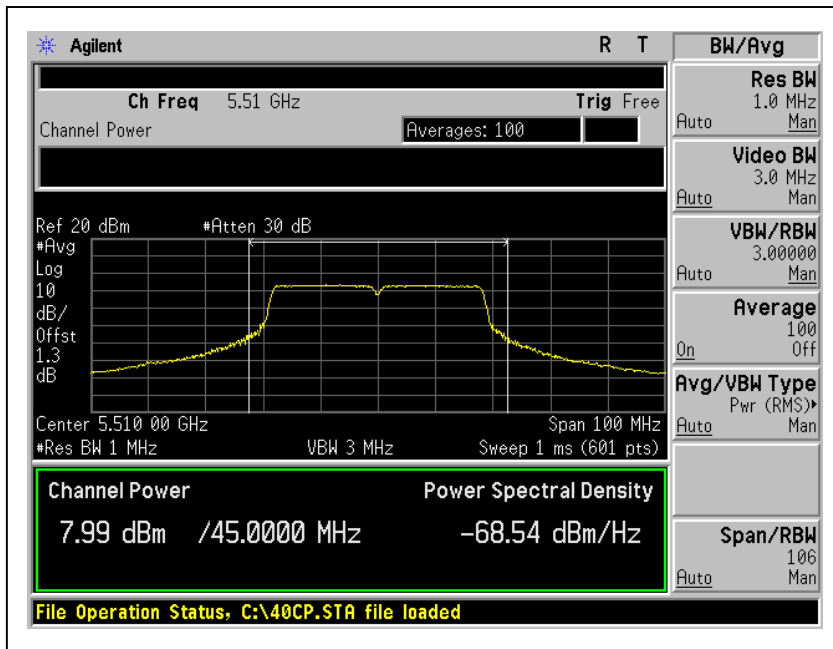 Agilent R T BW/Avg
Ch Freq 5.51 GHz Trig Free
Channel Power Averages: 100
Res BW
1.0 MHz
Auto Man
Video BW
3.0 MHz
Auto Man
VBW/RBW
3.00000
Auto Man
Average
100
On Off
Avg/VBW Type
Pwr (RMS)
Auto Man
Span/RBW
106
Auto Man
Ref 20 dBm #Atten 30 dB
#Avg
Log
10
dB/
Offst
1.3
dB
Center 5.510 00 GHz Span 100 MHz
#Res BW 1 MHz VBW 3 MHz Sweep 1 ms (601 pts)
Channel Power Power Spectral Density
7.99 dBm /45.0000 MHz -68.54 dBm/Hz
File Operation Status, C:\40CP.STA file loaded